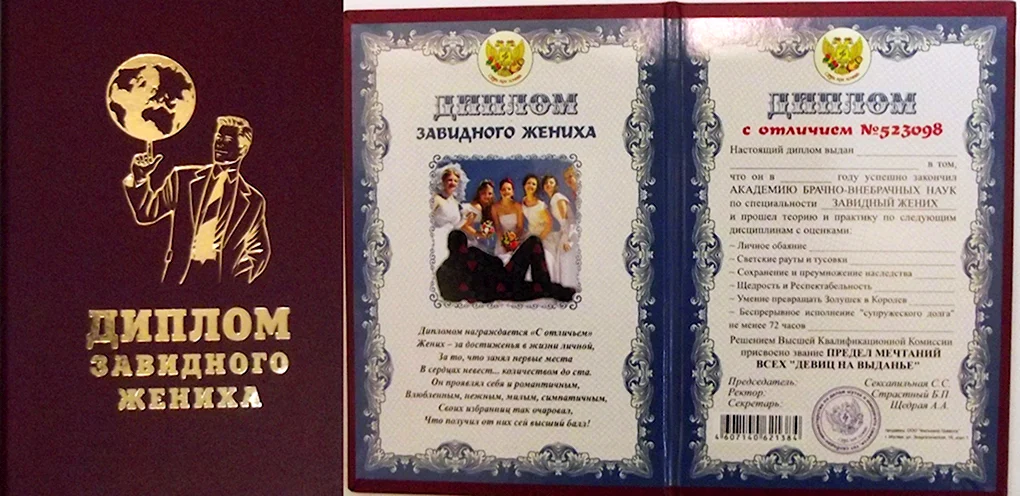 ДИПЛОМ
ЗАВИДНОГО
ЖЕНИХА
ДИПЛОМ
ЗАВИДНОГО ЖЕНИХА
Дипломом награждается «С отличьем»
Жених – за достиженья в жизни личной,
За то, что занял первые места
В сердцах невест... количеством до ста.
Он проявлял себя и романтичным,
Влюбленным, нежным, милым, симпатичным,
Своих избранниц так очаровал,
Что получил от них сей высший балл!
ДИПЛОМ
с отличием №523098
Настоящий диплом выдан
в том,
что он в ______ году успешно закончил
АКАДЕМИЮ БРАЧНО-ВНЕБРАЧНЫХ НАУК
по специальности ЗАВИДНЫЙ ЖЕНИХ
и прошел теорию и практику по следующим
дисциплинам с оценками:
– Личное обаяние
– Светские рауты и тусовки
– Сохранение и преумножение наследства
– Щедрость и Респектабельность
– Умение превращать Золушек в Королев
– Беспрерывное исполнение "супружеского долга"
не менее 72 часов
Решением Высшей Квалификационной Комиссии
присвоено звание ПРЕДЕЛ МЕЧТАНИЙ
ВСЕХ "ДЕВИЦ НА ВЫДАНЬЕ"
Председатель: Сексапильная С.С.
Ректор: Страстный Б.П
Секретарь: Щедрай А.А.
4607140621384